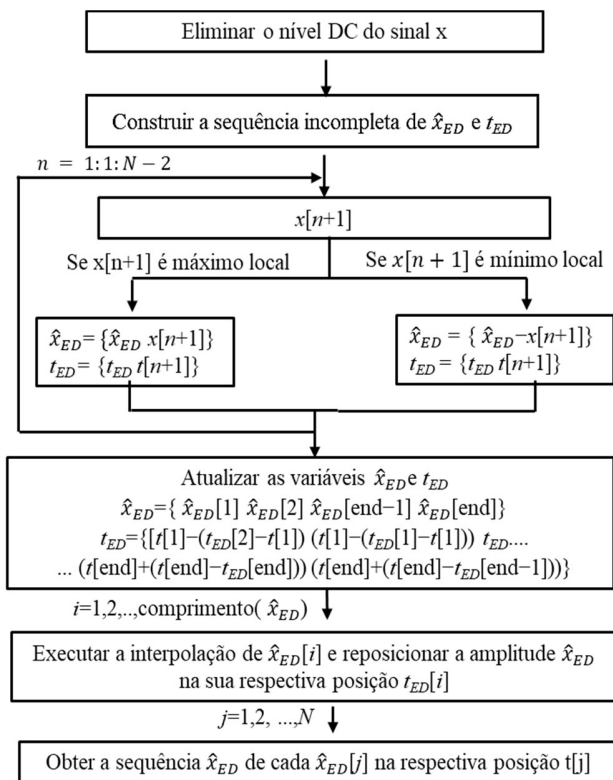 Eliminar o nível DC do sinal x
Construir a sequência incompleta de x̂_ED e t_ED
n = 1:1:N − 2
x[n+1]
Se x[n+1] é máximo local
Se x[n + 1] é mínimo local
x̂_ED= {x̂_ED x[n+1]}
t_ED = {t_ED t[n+1]}
x̂_ED = { x̂_ED−x[n+1]}
t_ED = {t_ED t[n+1]}
Atualizar as variáveis x̂_ED e t_ED
x̂_ED={ x̂_ED[1] x̂_ED[2] x̂_ED[end−1] x̂_ED[end]}
t_ED={[t[1]−(t_ED[2]−t[1]) (t[1]−(t_ED[1]−t[1])) t_ED....
... (t[end]+(t[end]−t_ED[end])) (t[end]+(t[end]−t_ED[end−1]))}
i=1,2,..,comprimento( x̂_ED)
Executar a interpolação de x̂_ED[i] e reposicionar a amplitude x̂_ED
na sua respectiva posição t_ED[i]
j=1,2, ...,N
Obter a sequência x̂_ED de cada x̂_ED[j] na respectiva posição t[j]